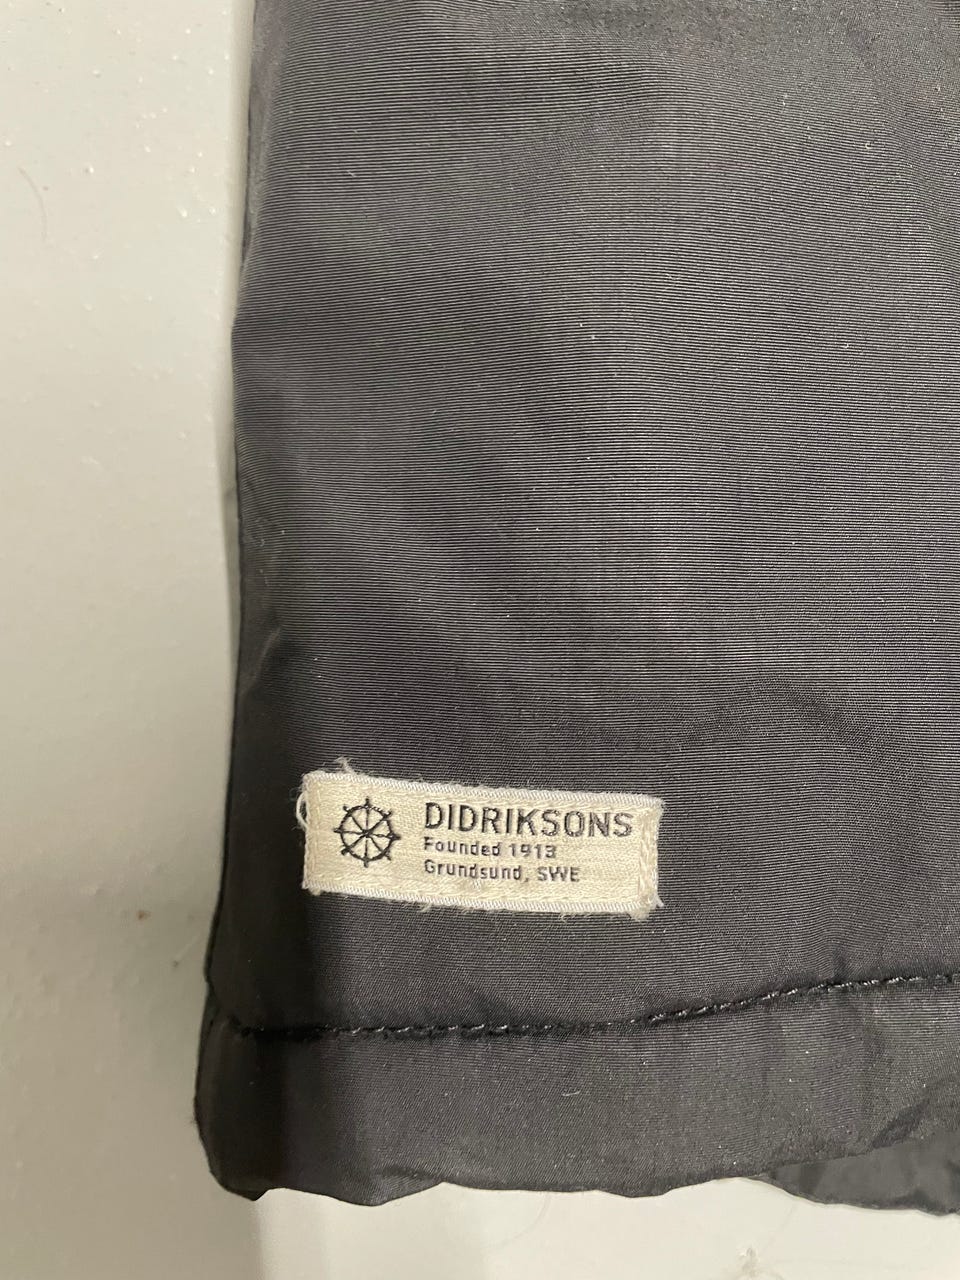 DIDRIKSONS
Founded 1913
Grundsund, SWE